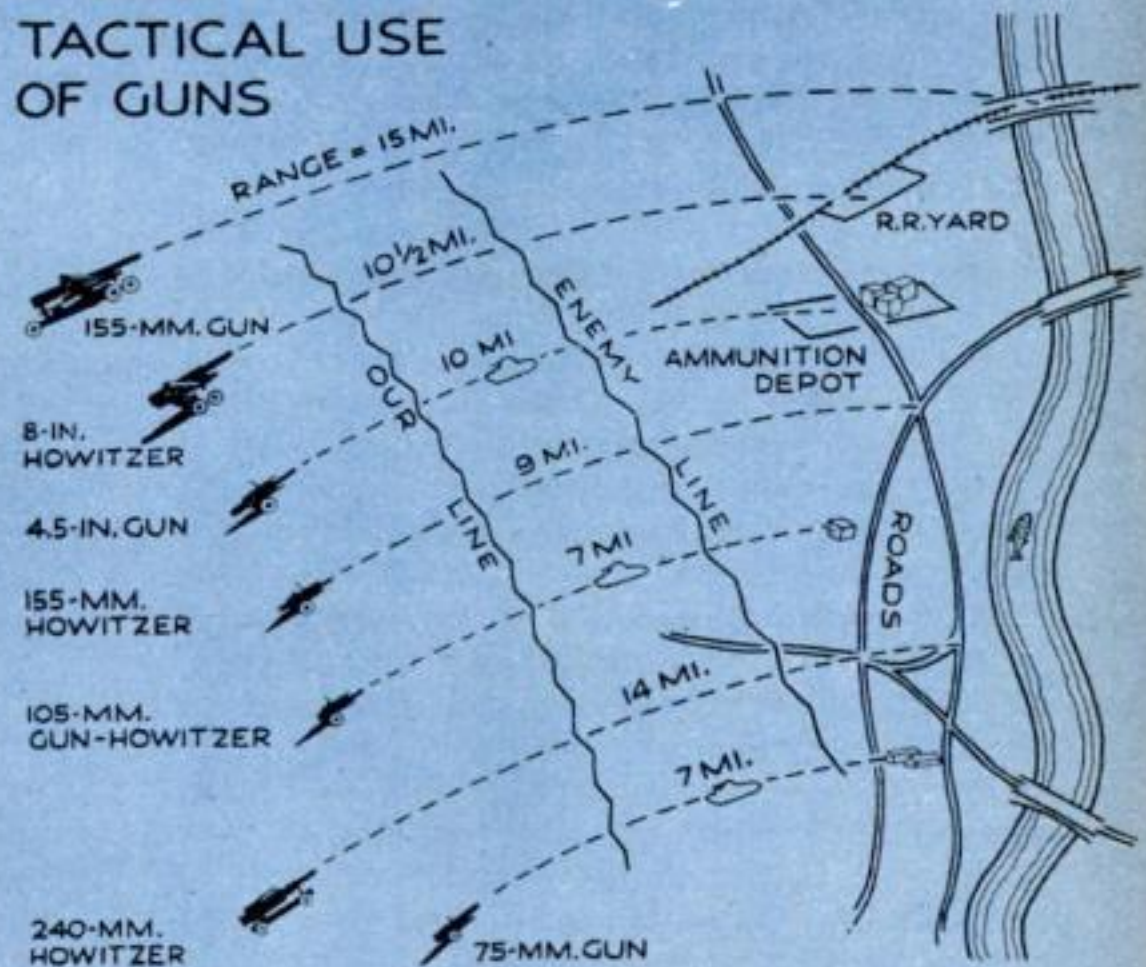 TACTICAL USE
OF GUNS
RANGE = 15 MI.
155-MM. GUN
10 1/2 MI.
R.R. YARD
8-IN.
HOWITZER
10 MI
AMMUNITION
DEPOT
ENEMY
LINE
OUR
LINE
4.5-IN. GUN
9 MI.
155-MM.
HOWITZER
7 MI
ROADS
105-MM.
GUN-HOWITZER
14 MI.
7 MI.
240-MM.
HOWITZER
75-MM. GUN